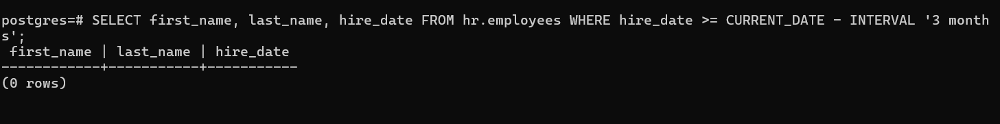 postgres=# SELECT first_name, last_name, hire_date FROM hr.employees WHERE hire_date >= CURRENT_DATE - INTERVAL '3 month
s';
 first_name | last_name | hire_date
------------+-----------+-----------
(0 rows)